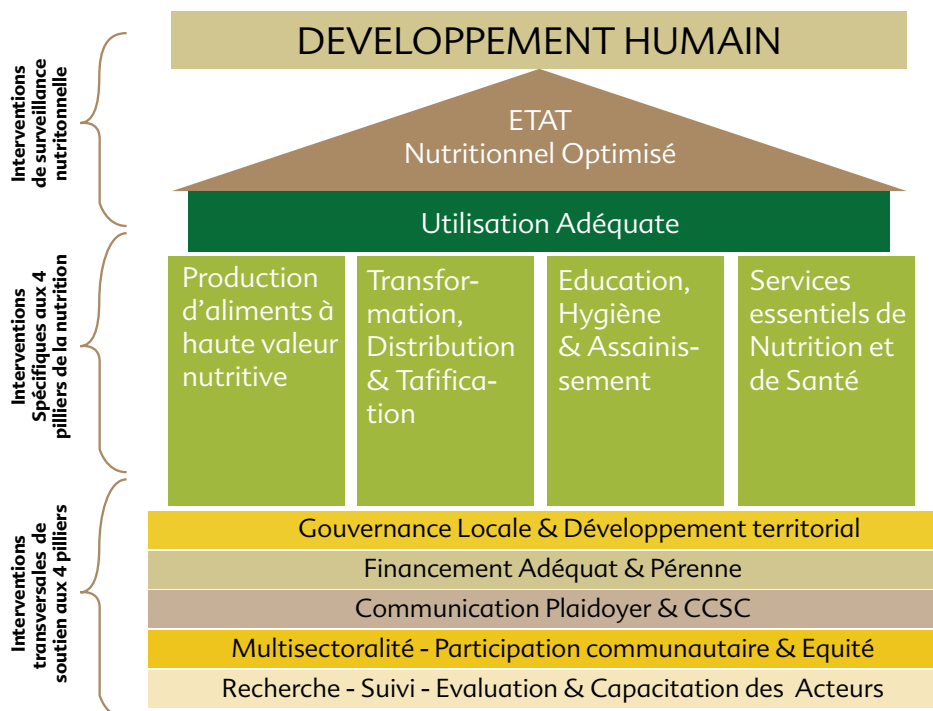 DEVELOPPEMENT HUMAIN
ETAT
Nutritionnel Optimisé
Utilisation Adéquate
Interventions
de surveillance
nutritonnelle
Production
d’aliments à
haute valeur
nutritive
Transfor-
mation,
Distribution
& Tafifica-
tion
Education,
Hygiène
& Assainis-
sement
Services
essentiels de
Nutrition et
de Santé
Interventions
Spéfiques aux 4
pilliers de la nutrition
Gouvernance Locale & Développement territorial
Financement Adéquat & Pérenne
Communication Plaidoyer & CCSC
Multisectoralité - Participation communautaire & Equité
Recherche - Suivi - Evaluation & Capacitation des Acteurs
Interventions
transversales de
soutien aux 4 pilliers